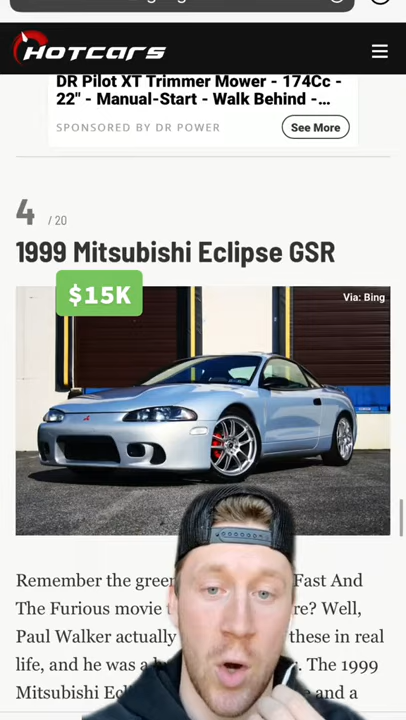 HOTCARS
DR Pilot XT Trimmer Mower - 174Cc -
22" - Manual-Start - Walk Behind -...
SPONSORED BY DR POWER
See More
4 / 20
1999 Mitsubishi Eclipse GSR
$15K
Via: Bing
Remember the gree Fast And
The Furious movie re? Well,
Paul Walker actually these in real
life, and he was a The 1999
Mitsubishi and a